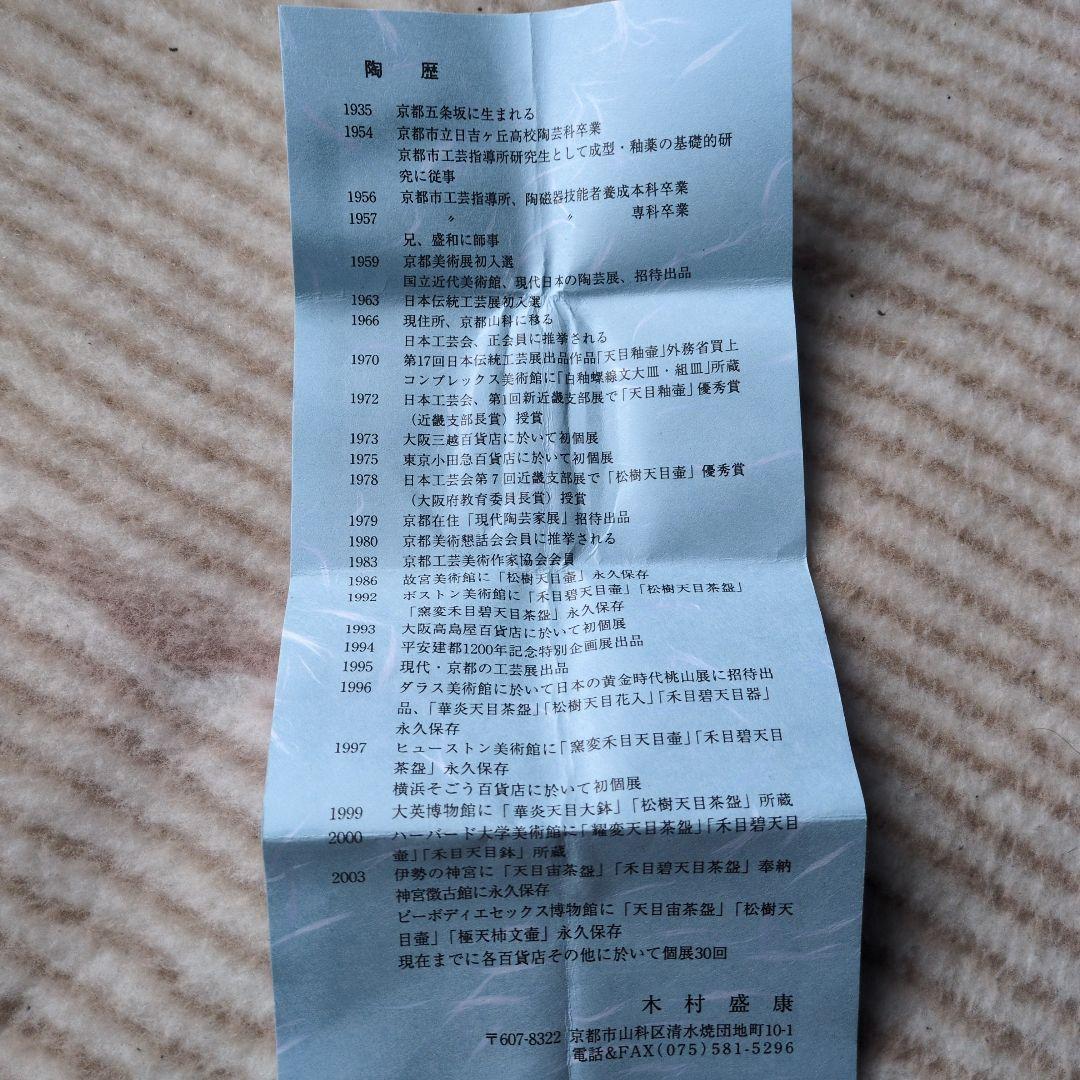 陶 歴
1935 京都五条坂に生まれる
1954 京都市立日吉ヶ丘高校陶芸科卒業
京都市工芸指導所研究生として成型・釉薬の基礎的研
究に従事
1956 京都市工芸指導所、陶磁器技能者養成本科卒業
1957 〃 〃 専科卒業
兄、盛和に師事
1959 京都美術展初入選
国立近代美術館、現代日本の陶芸展、招待出品
1963 日本伝統工芸展初入選
1966 現住所、京都山科に移る
日本工芸会、正会員に推挙される
1970 第17回日本伝統工芸展出品作品「天目釉壷」外務省買上
コンプレックス美術館に「白釉螺線文大皿・組皿」所蔵
1972 日本工芸会、第1回新近畿支部展で「天目釉壷」優秀賞
（近畿支部長賞）授賞
1973 大阪三越百貨店に於いて初個展
1975 東京小田急百貨店に於いて初個展
1978 日本工芸会第７回近畿支部展で「松樹天目壷」優秀賞
（大阪府教育委員長賞）授賞
1979 京都在住「現代陶芸家展」招待出品
1980 京都美術懇話会会員に推挙される
1983 京都工芸美術作家協会会員
1986 故宮美術館に「松樹天目壷」永久保存
1992 ボストン美術館に「禾目碧天目壷」「松樹天目茶盌」
「窯変禾目碧天目茶盌」永久保存
1993 大阪高島屋百貨店に於いて初個展
1994 平安建都1200年記念特別企画展出品
1995 現代・京都の工芸展出品
1996 ダラス美術館に於いて日本の黄金時代桃山展に招待出
品、「華炎天目茶盌」「松樹天目花入」「禾目碧天目器」
永久保存
1997 ヒューストン美術館に「窯変禾目天目壷」「禾目碧天目
茶盌」永久保存
横浜そごう百貨店に於いて初個展
1999 大英博物館に「華炎天目大鉢」「松樹天目茶盌」所蔵
2000 ハーバード大学美術館に「耀変天目茶盌」「禾目碧天目
壷」「禾目天目鉢」所蔵
2003 伊勢の神宮に「天目宙茶盌」「禾目碧天目茶盌」奉納
神宮徴古館に永久保存
ピーボディエセックス博物館に「天目宙茶盌」「松樹天
目壷」「極天柿文壷」永久保存
現在までに各百貨店その他に於いて個展30回
木村盛康
〒607-8322 京都市山科区清水焼団地町10-1
電話&FAX(075)581-5296